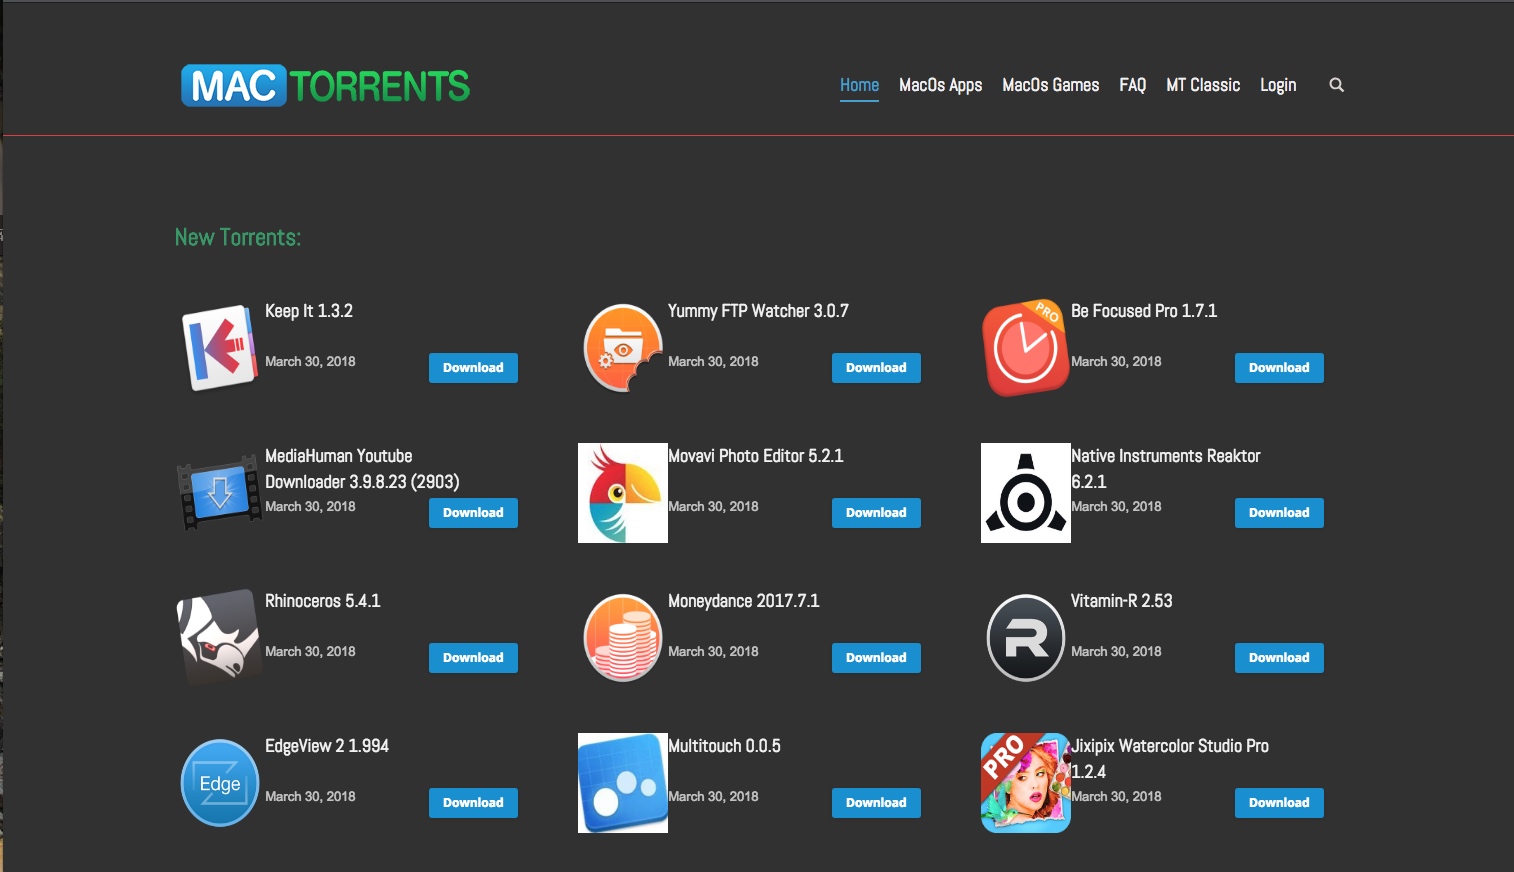 MAC TORRENTS
Home MacOs Apps MacOs Games FAQ MT Classic Login
New Torrents:
Keep It 1.3.2
March 30, 2018
Download
Yummy FTP Watcher 3.0.7
March 30, 2018
Download
PRO
Be Focused Pro 1.7.1
March 30, 2018
Download
MediaHuman Youtube
Downloader 3.9.8.23 (2903)
March 30, 2018
Download
Movavi Photo Editor 5.2.1
March 30, 2018
Download
Native Instruments Reaktor
6.2.1
March 30, 2018
Download
Rhinoceros 5.4.1
March 30, 2018
Download
Moneydance 2017.7.1
March 30, 2018
Download
R
Vitamin-R 2.53
March 30, 2018
Download
Edge
EdgeView 2 1.994
March 30, 2018
Download
Multitouch 0.0.5
March 30, 2018
Download
PRO
Jixipix Watercolor Studio Pro
1.2.4
March 30, 2018
Download